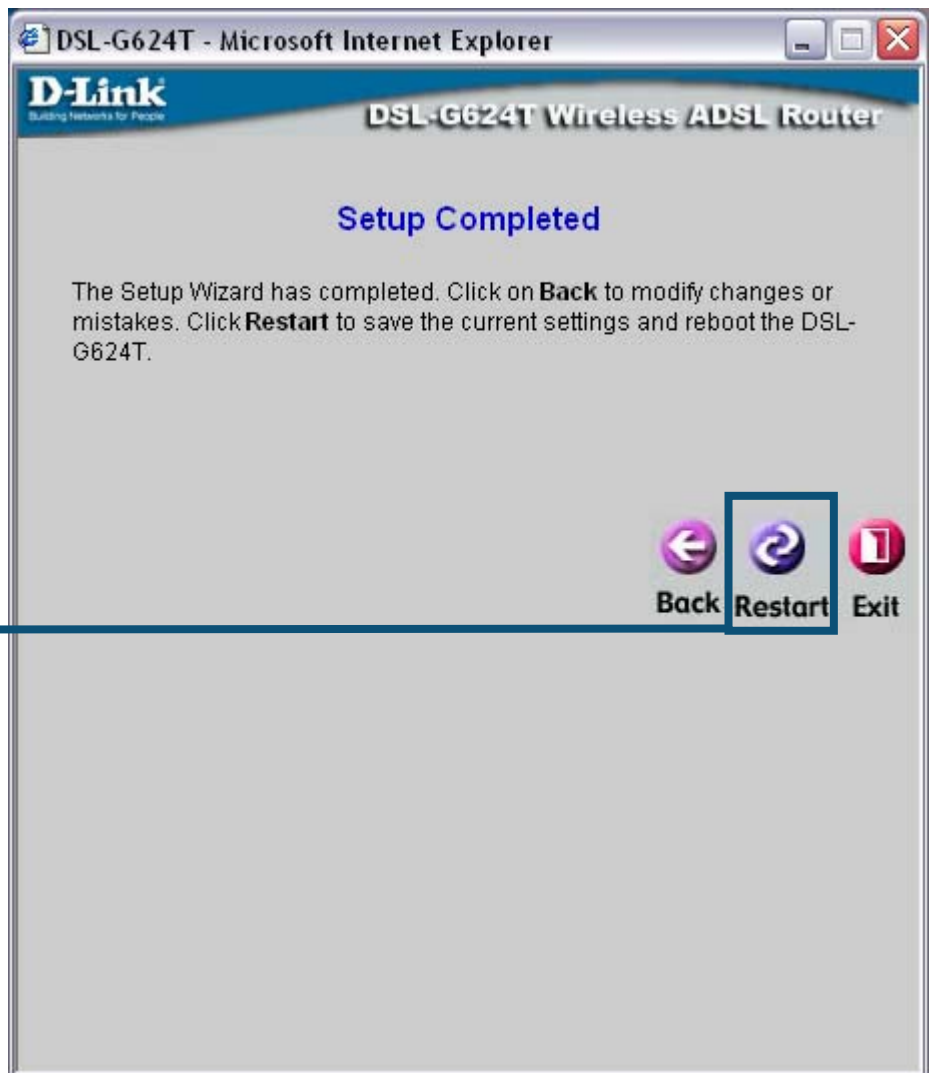 DSL-G624T - Microsoft Internet Explorer
D-Link
Building Networks for People
DSL-G624T Wireless ADSL Router
Setup Completed
The Setup Wizard has completed. Click on Back to modify changes or
mistakes. Click Restart to save the current settings and reboot the DSL-
G624T.
Back Restart Exit